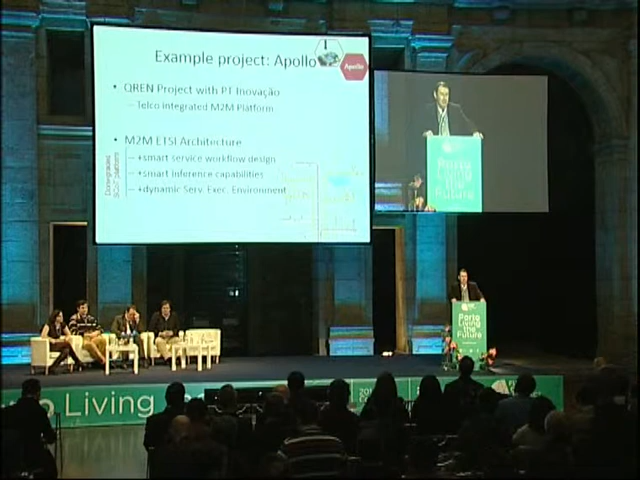 Example project: Apollo
Apollo
• QREN Project with PT Inovação
– Telco integrated M2M Platform
• M2M ETSI Architecture
– +smart service workflow design
– +smart inference capabilities
– +dynamic Serv. Exec. Environment
Porto
Living
the
Future
Porto
Living
the
Future
o Living